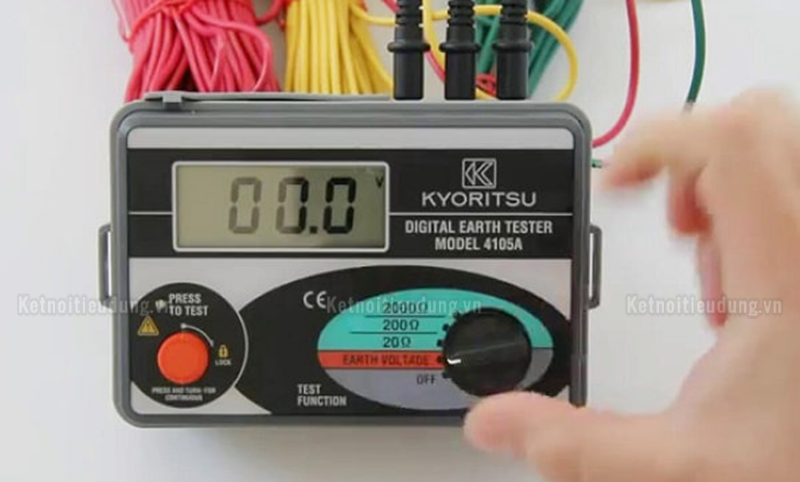 00.0 V
KYORITSU
DIGITAL EARTH TESTER
MODEL 4105A
PRESS
TO TEST
LOCK
PRESS AND TURN FOR
CONTINUOUS
CE
2000Ω
200Ω
20Ω
EARTH VOLTAGE
OFF
TEST
FUNCTION
Ketnoitieudung.vn
Ketnoitieudung.vn
Ketnoitieudung.vn